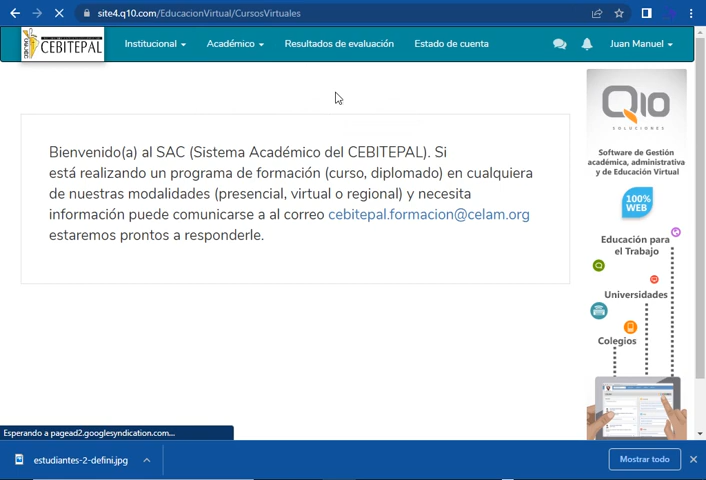 site4.q10.com/EducacionVirtual/CursosVirtuales
CEBITEPAL
Institucional
Académico
Resultados de evaluación
Estado de cuenta
Juan Manuel
Q10
SOLUCIONES
Software de Gestión
académica, administrativa
y de Educación Virtual
100%
WEB
Educación para
el Trabajo
Universidades
Colegios
Bienvenido(a) al SAC (Sistema Académico del CEBITEPAL). Si
está realizando un programa de formación (curso, diplomado) en cualquiera
de nuestras modalidades (presencial, virtual o regional) y necesita
información puede comunicarse a al correo cebitepal.formacion@celam.org
estaremos prontos a responderle.
Esperando a pagead2.googlesyndication.com...
estudiantes-2-defini.jpg
Mostrar todo